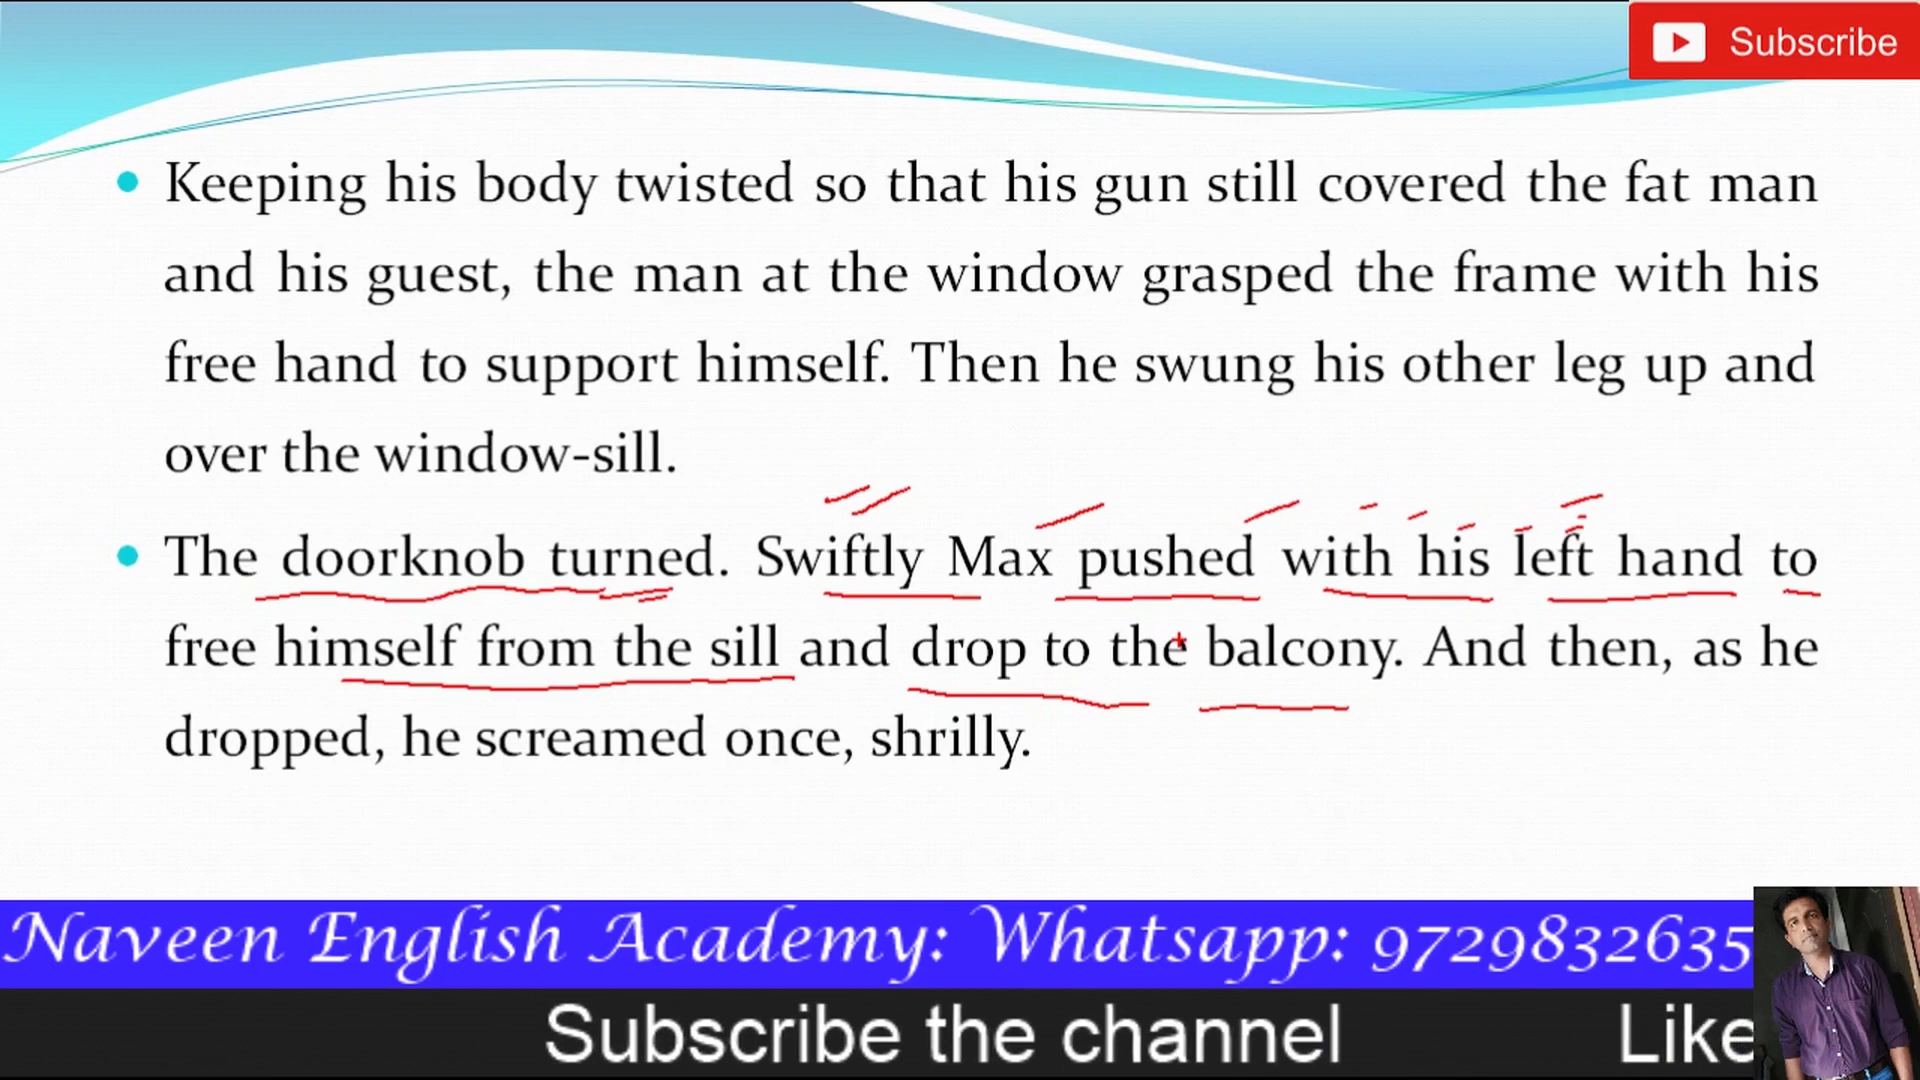 Subscribe
Keeping his body twisted so that his gun still covered the fat man
and his guest, the man at the window grasped the frame with his
free hand to support himself. Then he swung his other leg up and
over the window-sill.
The doorknob turned. Swiftly Max pushed with his left hand to
free himself from the sill and drop to the balcony. And then, as he
dropped, he screamed once, shrilly.
Naveen English Academy: Whatsapp: 9729832635
Subscribe the channel Like